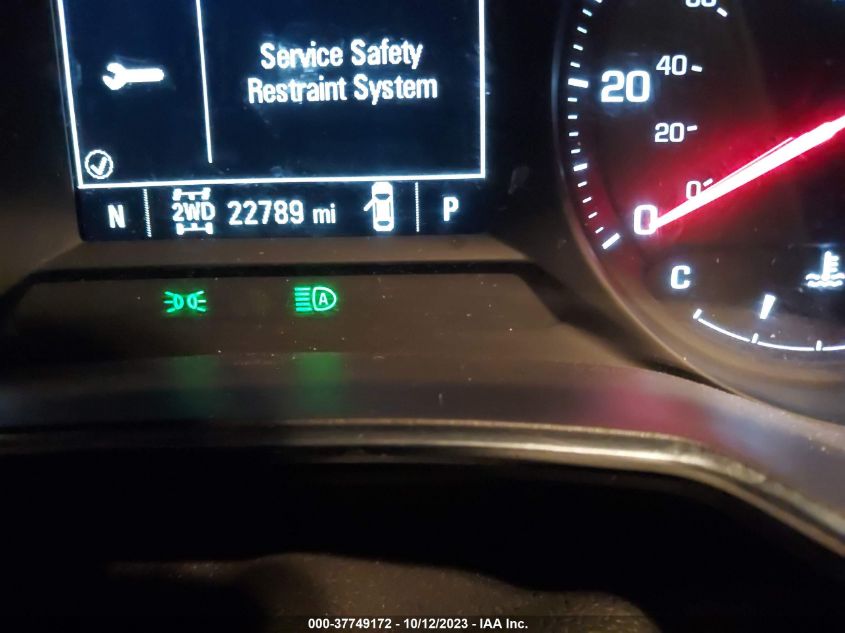 Service Safety
Restraint System
N 2WD 22789 mi P
40
20
20
0
0
C
A
000-37749172 - 10/12/2023 - IAA Inc.